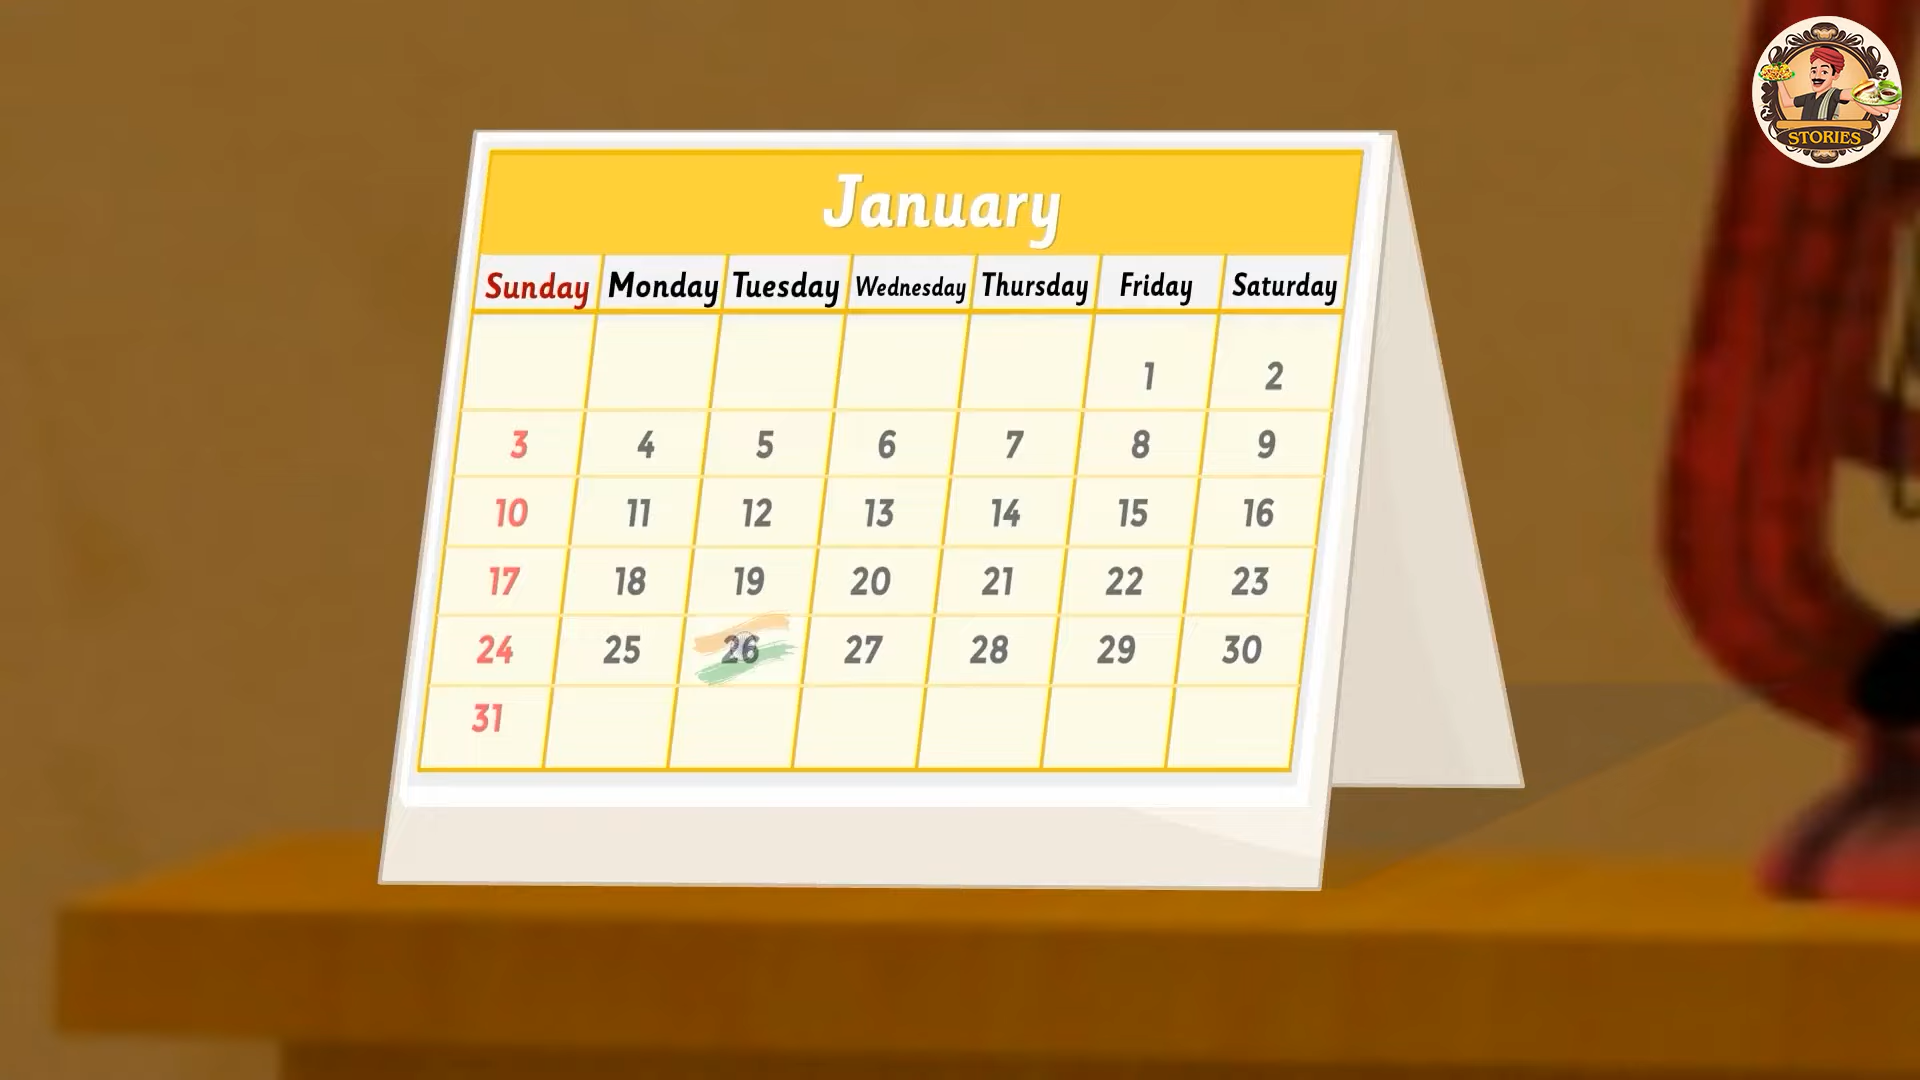 STORIES
January
Sunday Monday Tuesday Wednesday Thursday Friday Saturday
1 2
3 4 5 6 7 8 9
10 11 12 13 14 15 16
17 18 19 20 21 22 23
24 25 26 27 28 29 30
31